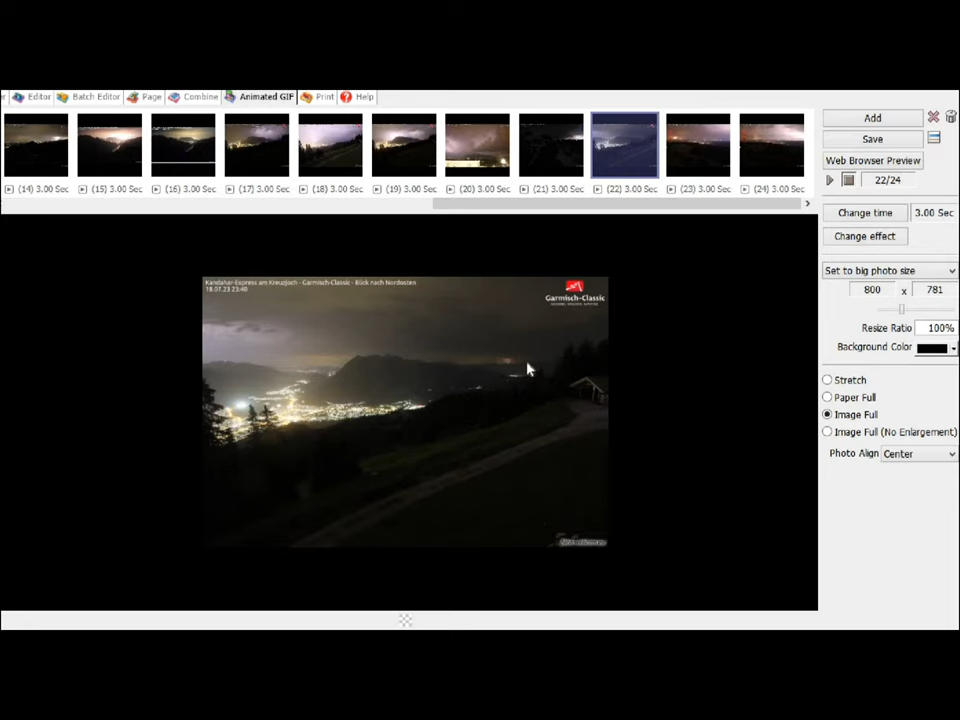 Editor Batch Editor Page Combine Animated GIF Print Help
(14) 3.00 Sec (15) 3.00 Sec (16) 3.00 Sec (17) 3.00 Sec (18) 3.00 Sec (19) 3.00 Sec (20) 3.00 Sec (21) 3.00 Sec (22) 3.00 Sec (23) 3.00 Sec (24) 3.00 Sec
Add
Save
Web Browser Preview
22/24
Change time 3.00 Sec
Change effect
Set to big photo size
800 x 781
Resize Ratio 100%
Background Color
Stretch
Paper Full
Image Full
Image Full (No Enlargement)
Photo Align Center
Kandahar-Express am Kreuzjoch - Garmisch-Classic - Blick nach Nordosten
18.07.23 23:40
Garmisch-Classic